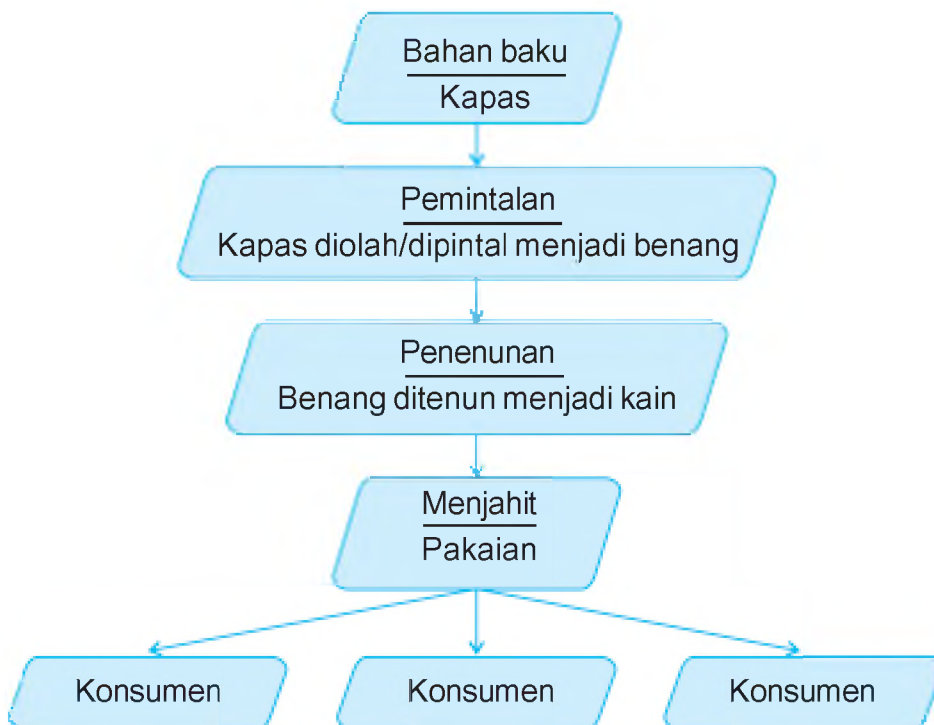 Bahan baku
Kapas
Pemintalan
Kapas diolah/dipintal menjadi benang
Penenunan
Benang ditenun menjadi kain
Menjahit
Pakaian
Konsumen
Konsumen
Konsumen